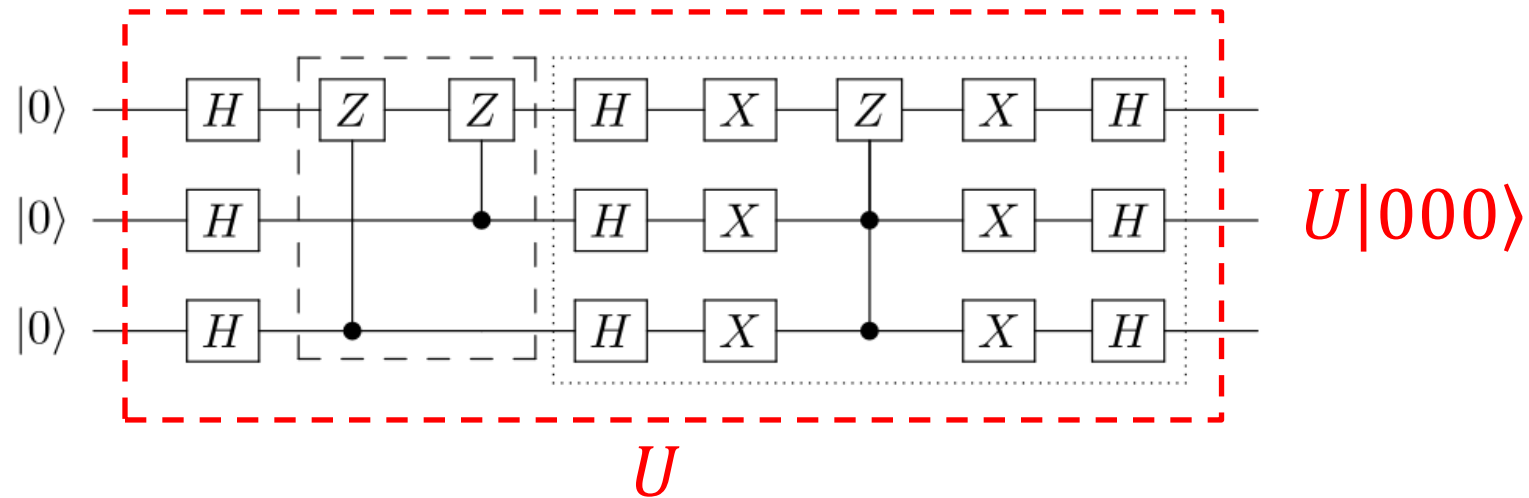 |0⟩ H Z Z H X Z X H
|0⟩ H H X X H U|000⟩
|0⟩ H H X X H
U